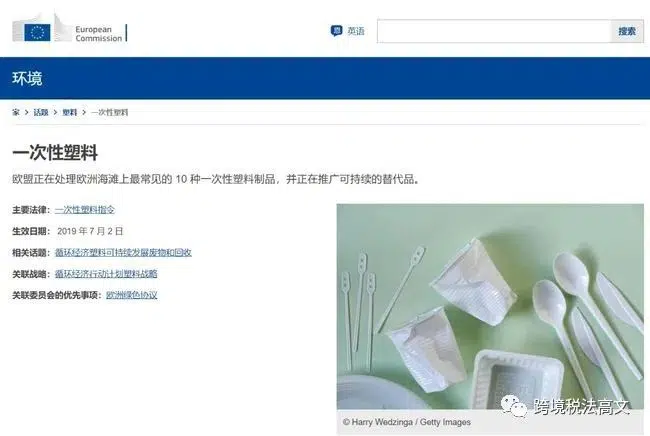 European
Commission
英语
搜索
环境
家 > 话题 > 塑料 > 一次性塑料
一次性塑料
欧盟正在处理欧洲海滩上最常见的 10 种一次性塑料制品，并正在推广可持续的替代品。
主要法律： 一次性塑料指令
生效日期： 2019 年 7 月 2 日
相关话题： 循环经济塑料可持续发展废物和回收
关联战略： 循环经济行动计划塑料战略
关联委员会的优先事项： 欧洲绿色协议
© Harry Wedzinga / Getty Images
跨境税法高文